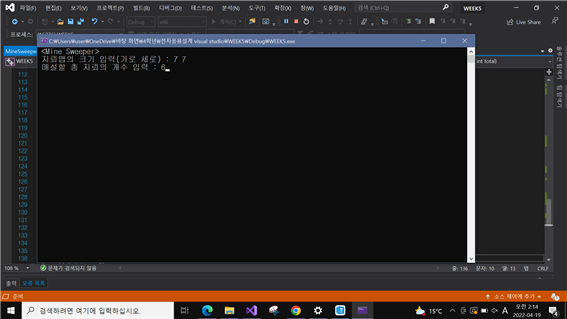 파일(F) 편집(E) 보기(V) 프로젝트(P) 빌드(B) 디버그(D) 테스트(S) 분석(N) 도구(T) 확장(X) 창(W) 도움말(H) 검색 WEEK5
Debug
Live Share
프로세스:
C:\Users\user\OneDrive\바탕 화면\4학년\전자응용설계 visual studio\WEEK5\Debug\WEEK5.exe
MineSweeper
<Mine Sweeper>
WEEK5
지뢰맵의 크기 입력(가로 세로) : 7 7
int total)
매설할 총 지뢰의 개수 입력 : 6
112
113
114
115
116
117
118
119
120
121
122
123
124
125
126
127
128
129
130
131
132
133
134
135
136
문제가 검색되지 않음
줄: 136 문자: 10 열: 13 탭 CRLF
출력 오류 목록
준비
소스 제어에 추가
검색하려면 여기에 입력하십시오.
15°C
A
오후 2:14
2022-04-19